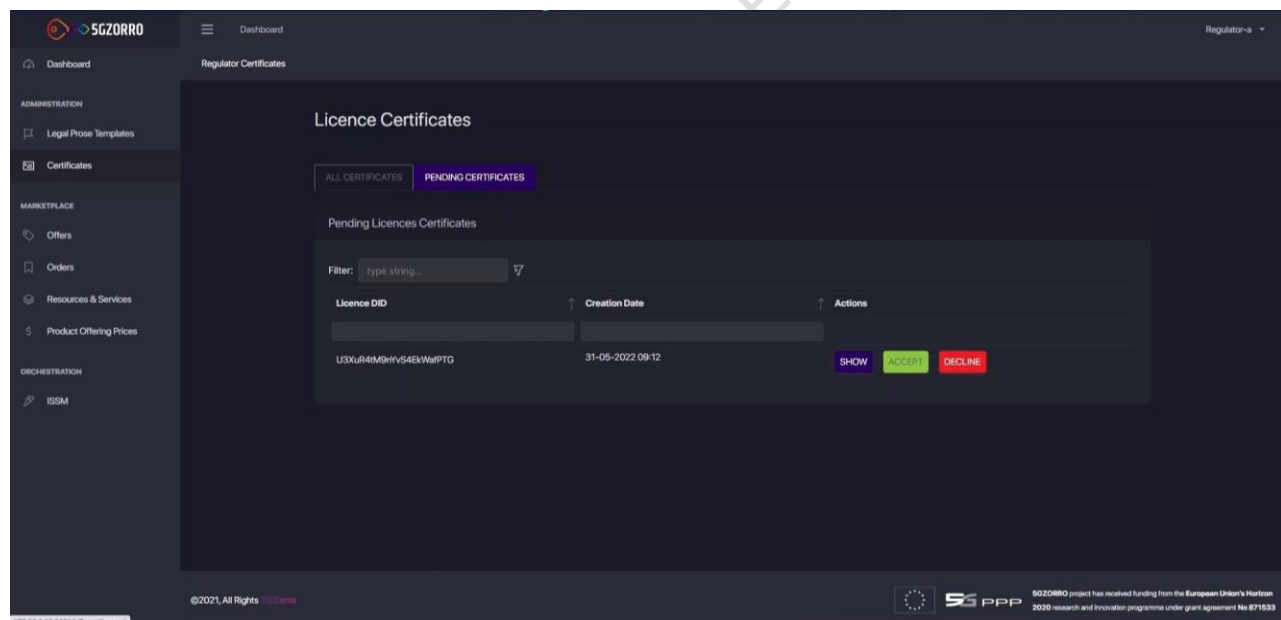 5GZORRO
Dashboard
Regulator-a
Dashboard
Regulator Certificates
ADMINISTRATION
Legal Prose Templates
Certificates
MARKETPLACE
Offers
Orders
Resources & Services
Product Offering Prices
ORCHESTRATION
ISSM
Licence Certificates
ALL CERTIFICATES
PENDING CERTIFICATES
Pending Licences Certificates
Filter: type string...
Licence DID
Creation Date
Actions
31-05-2022 09:12
SHOW
ACCEPT
DECLINE
©2021, All Rights 5GZorro
5G PPP
5GZORRO project has received funding from the European Union's Horizon
2020 research and innovation programme under grant agreement No 871533